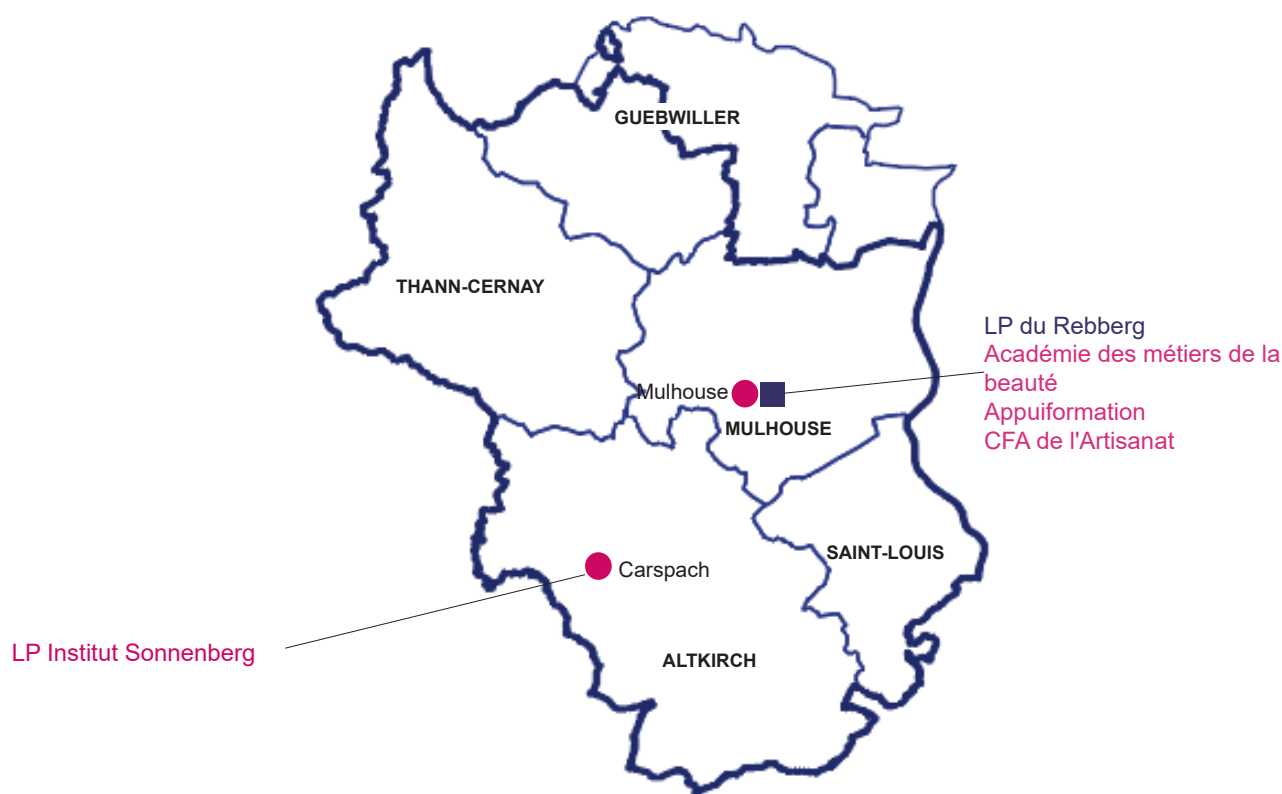 GUEBWILLER
THANN-CERNAY
LP du Rebberg
Académie des métiers de la
beauté
Appuiformation
CFA de l'Artisanat
Mulhouse
MULHOUSE
SAINT-LOUIS
Carspach
LP Institut Sonnenberg
ALTKIRCH